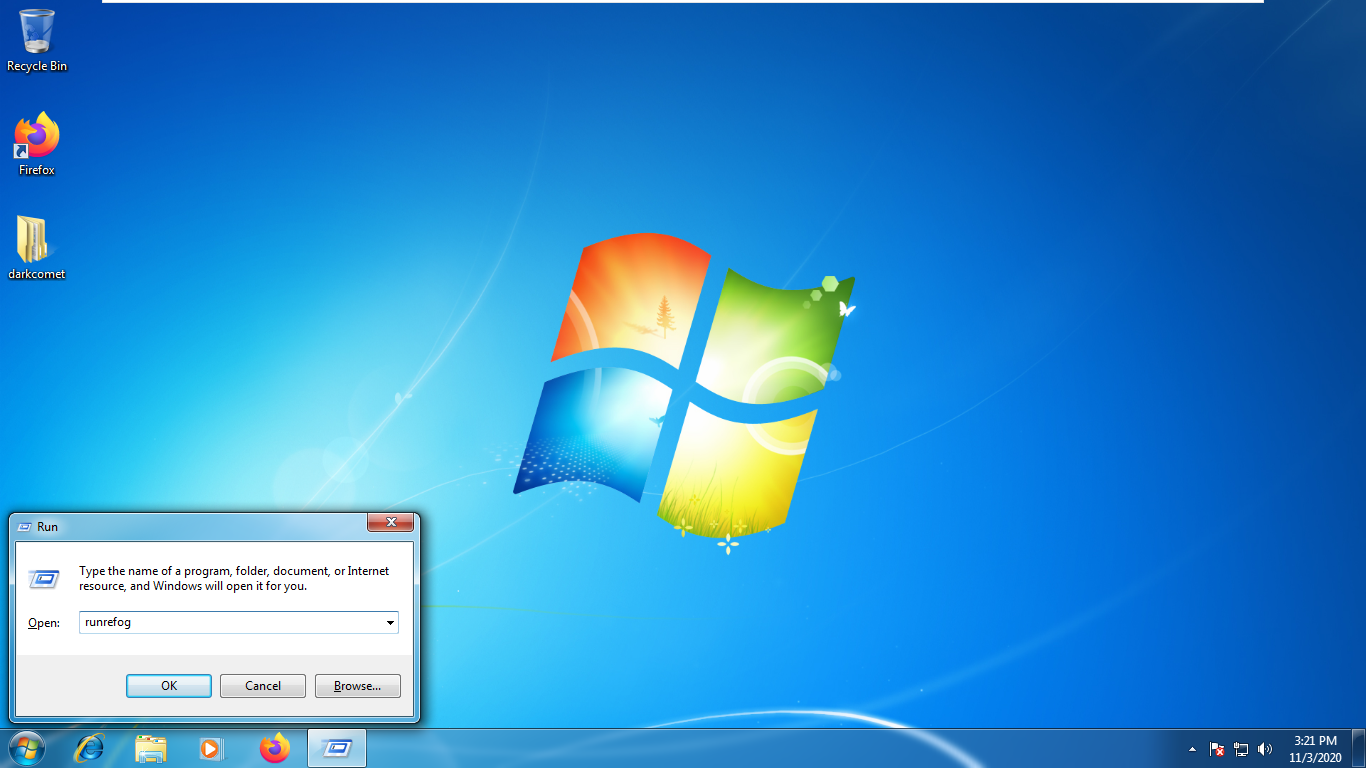 Recycle Bin
Firefox
darkcomet
Run
Type the name of a program, folder, document, or Internet
resource, and Windows will open it for you.
Open:
runrefog
OK
Cancel
Browse...
3:21 PM
11/3/2020